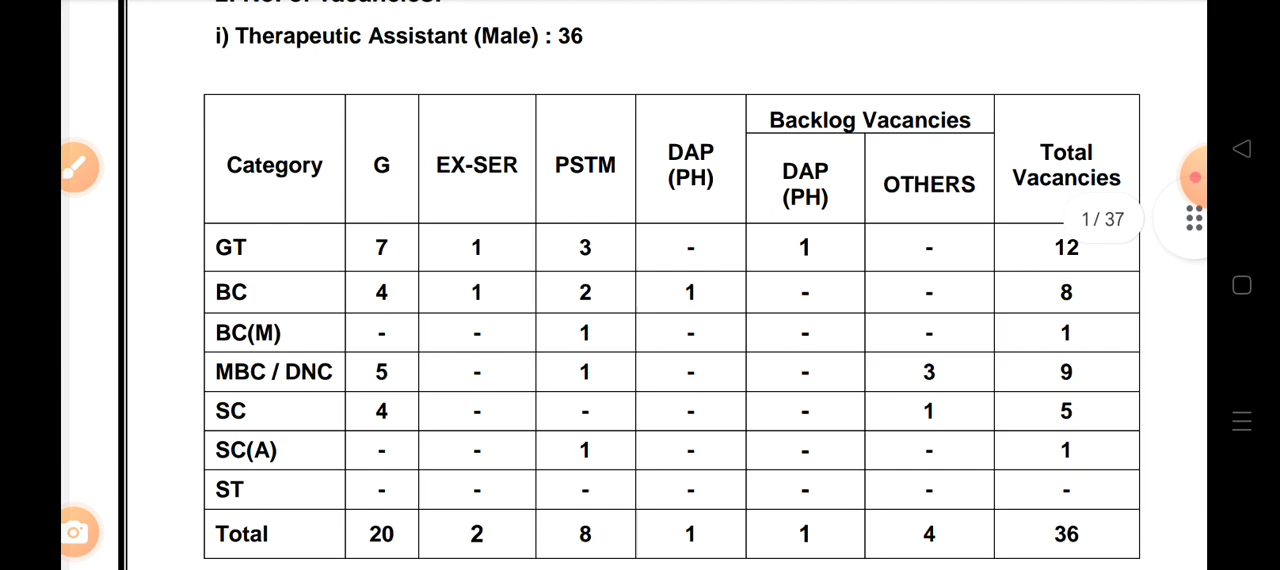 i) Therapeutic Assistant (Male) : 36
Category G EX-SER PSTM DAP (PH) Backlog Vacancies Total Vacancies
DAP (PH) OTHERS
1 / 37
GT 7 1 3 - 1 - 12
BC 4 1 2 1 - - 8
BC(M) - - 1 - - - 1
MBC / DNC 5 - 1 - - 3 9
SC 4 - - - - 1 5
SC(A) - - 1 - - - 1
ST - - - - - - -
Total 20 2 8 1 1 4 36